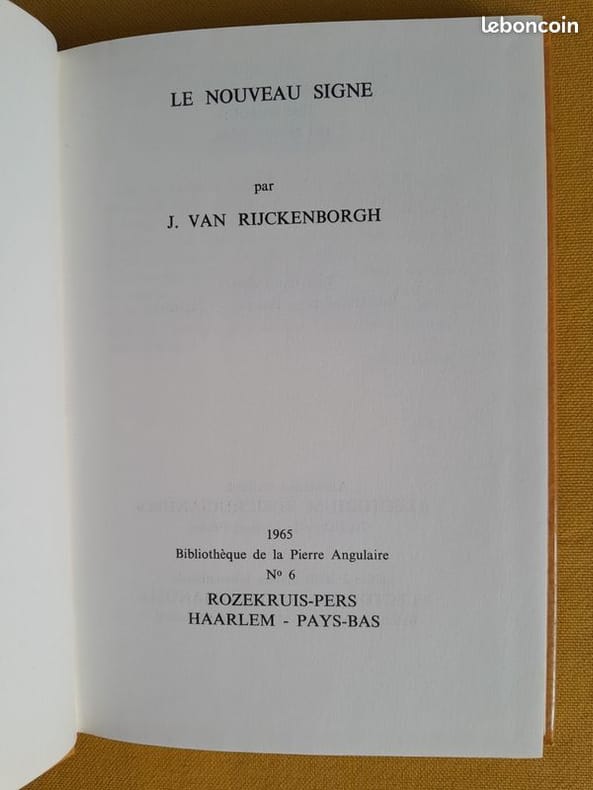 leboncoin
LE NOUVEAU SIGNE
par
J. VAN RIJCKENBORGH
1965
Bibliothèque de la Pierre Angulaire
Nº 6
ROZEKRUIS-PERS
HAARLEM - PAYS-BAS